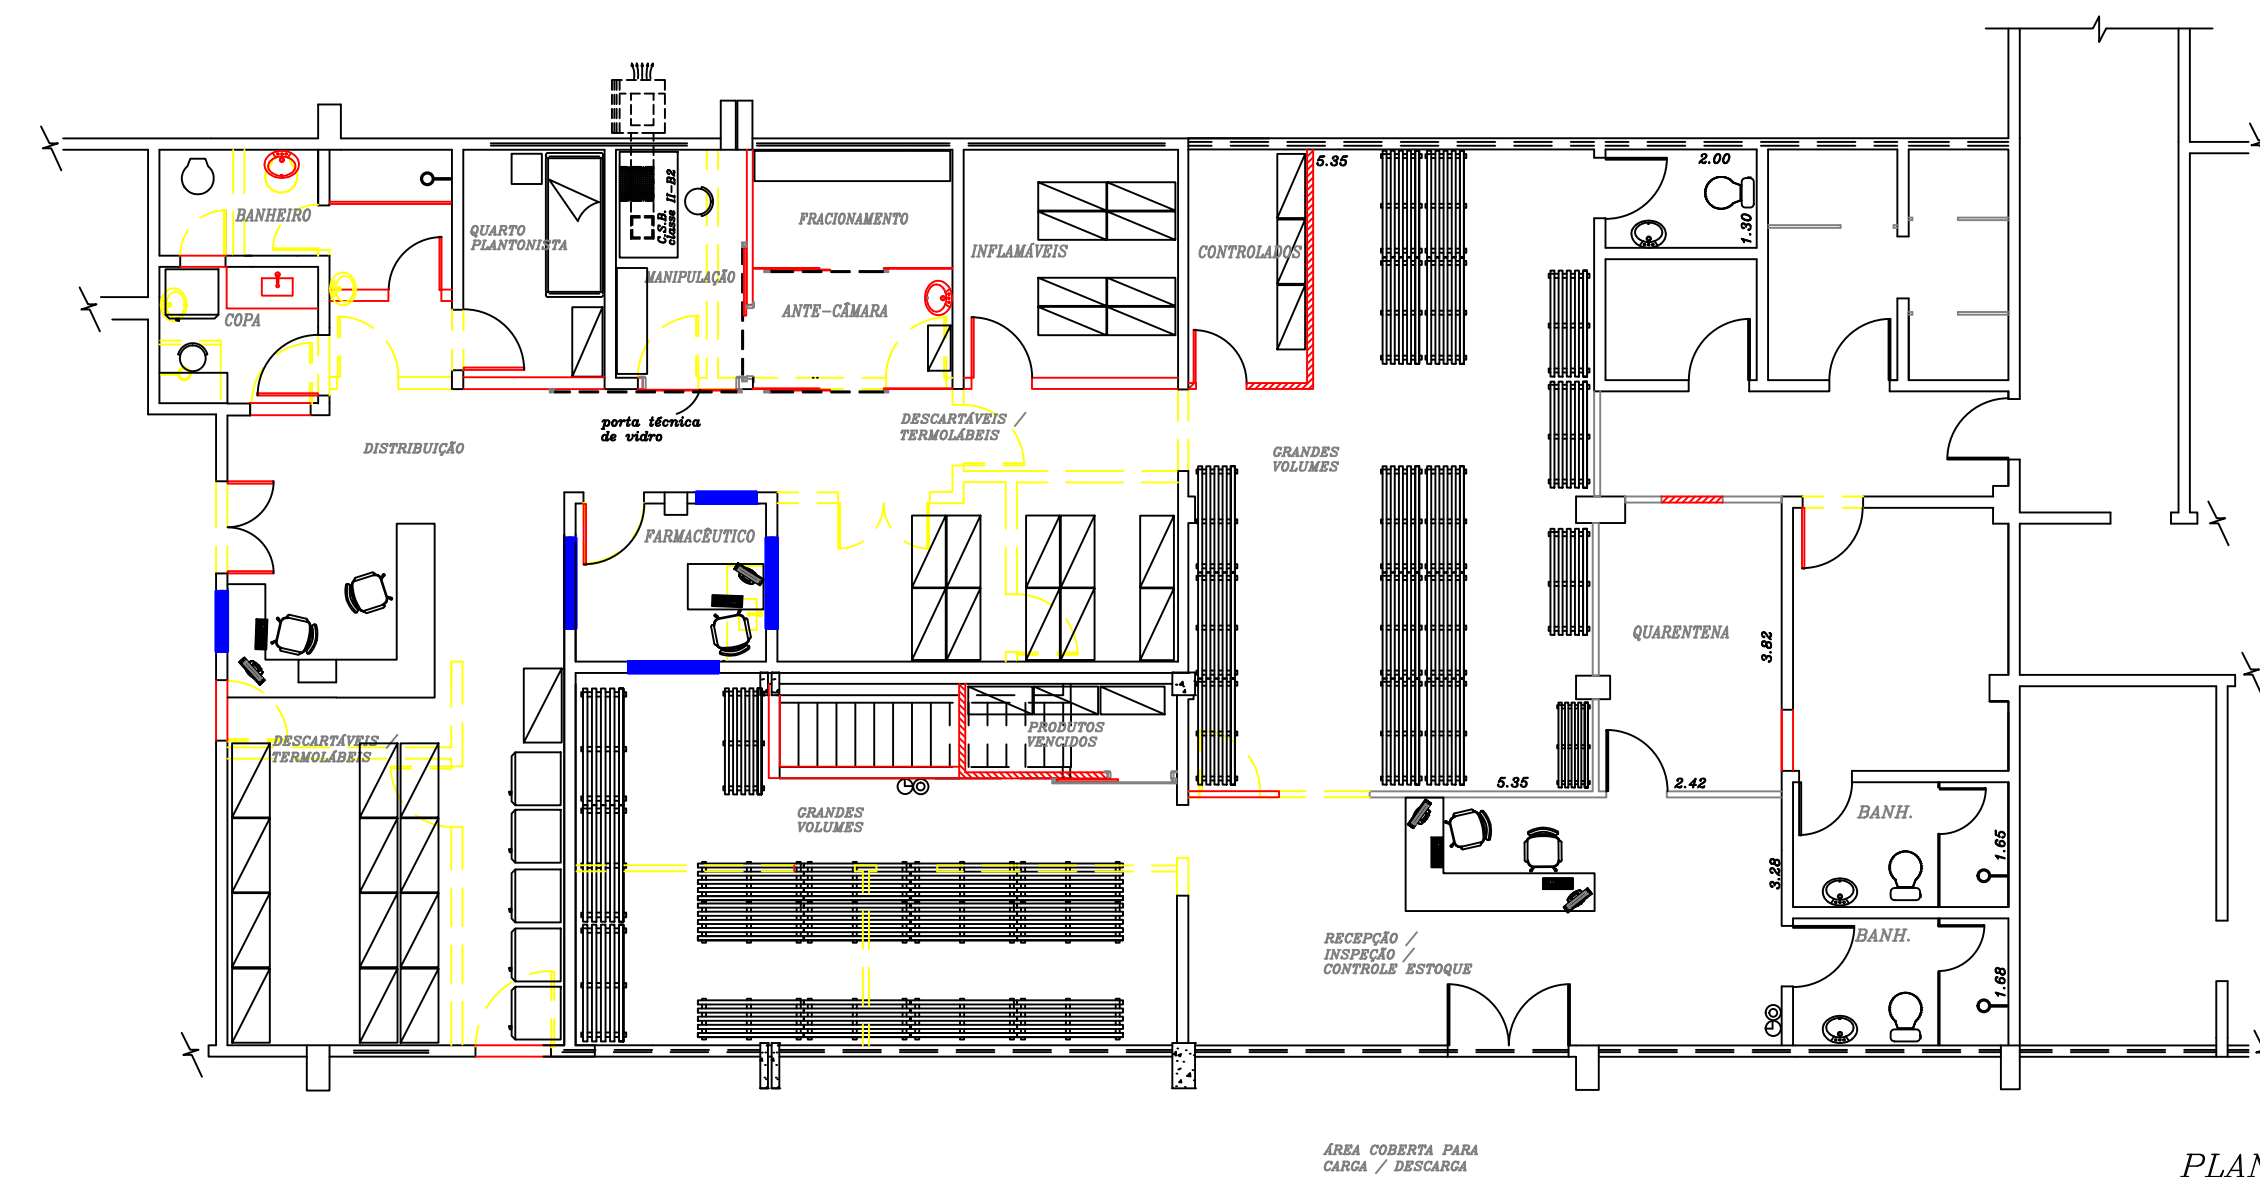 5.35
2.00
1.30
C.S.B.
classe II-B2
BANHEIRO
QUARTO
PLANTONISTA
FRACIONAMENTO
MANIPULAÇÃO
INFLAMÁVEIS
CONTROLADOS
COPA
ANTE-CÂMARA
porta técnica
de vidro
DESCARTÁVEIS /
TERMOLÁBEIS
DISTRIBUIÇÃO
GRANDES
VOLUMES
FARMACÊUTICO
QUARENTENA
3.82
DESCARTÁVEIS /
TERMOLÁBEIS
PRODUTOS
VENCIDOS
5.35
2.42
GRANDES
VOLUMES
BANH.
1.65
3.28
RECEPÇÃO /
INSPEÇÃO /
CONTROLE ESTOQUE
BANH.
1.68
ÁREA COBERTA PARA
CARGA / DESCARGA
PLAN